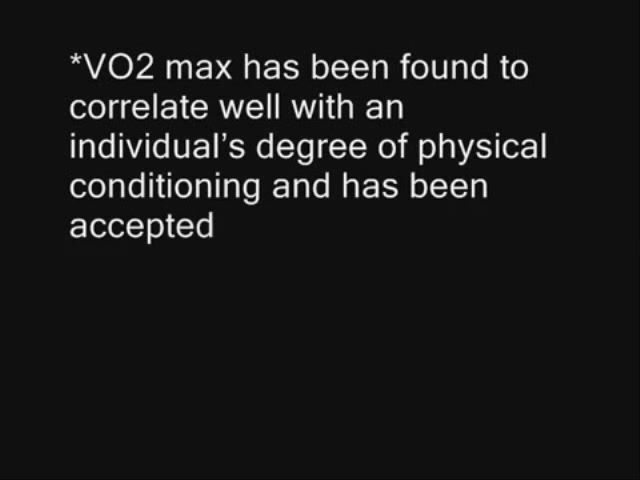 *VO2 max has been found to
correlate well with an
individual’s degree of physical
conditioning and has been
accepted